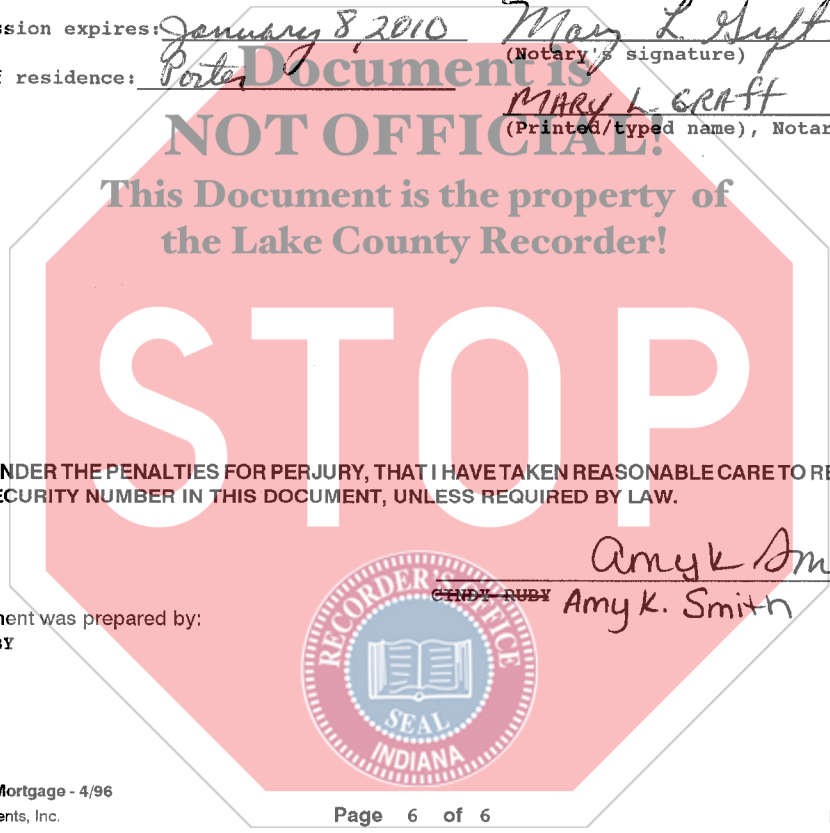 ssion expires: January 8, 2010 Mary L Graft
(Notary's signature)
f residence: Porter
MARY L. GRAFF
(Printed/typed name), Notar
Document is
NOT OFFICIAL!
This Document is the property of
the Lake County Recorder!
STOP
NDER THE PENALTIES FOR PERJURY, THAT I HAVE TAKEN REASONABLE CARE TO RE
ECURITY NUMBER IN THIS DOCUMENT, UNLESS REQUIRED BY LAW.
Amy K Sm
CINDY RUBY Amy K. Smith
ment was prepared by:
BY
RECORDER'S OFFICE
SEAL
INDIANA
Mortgage - 4/96
ents, Inc.
Page 6 of 6